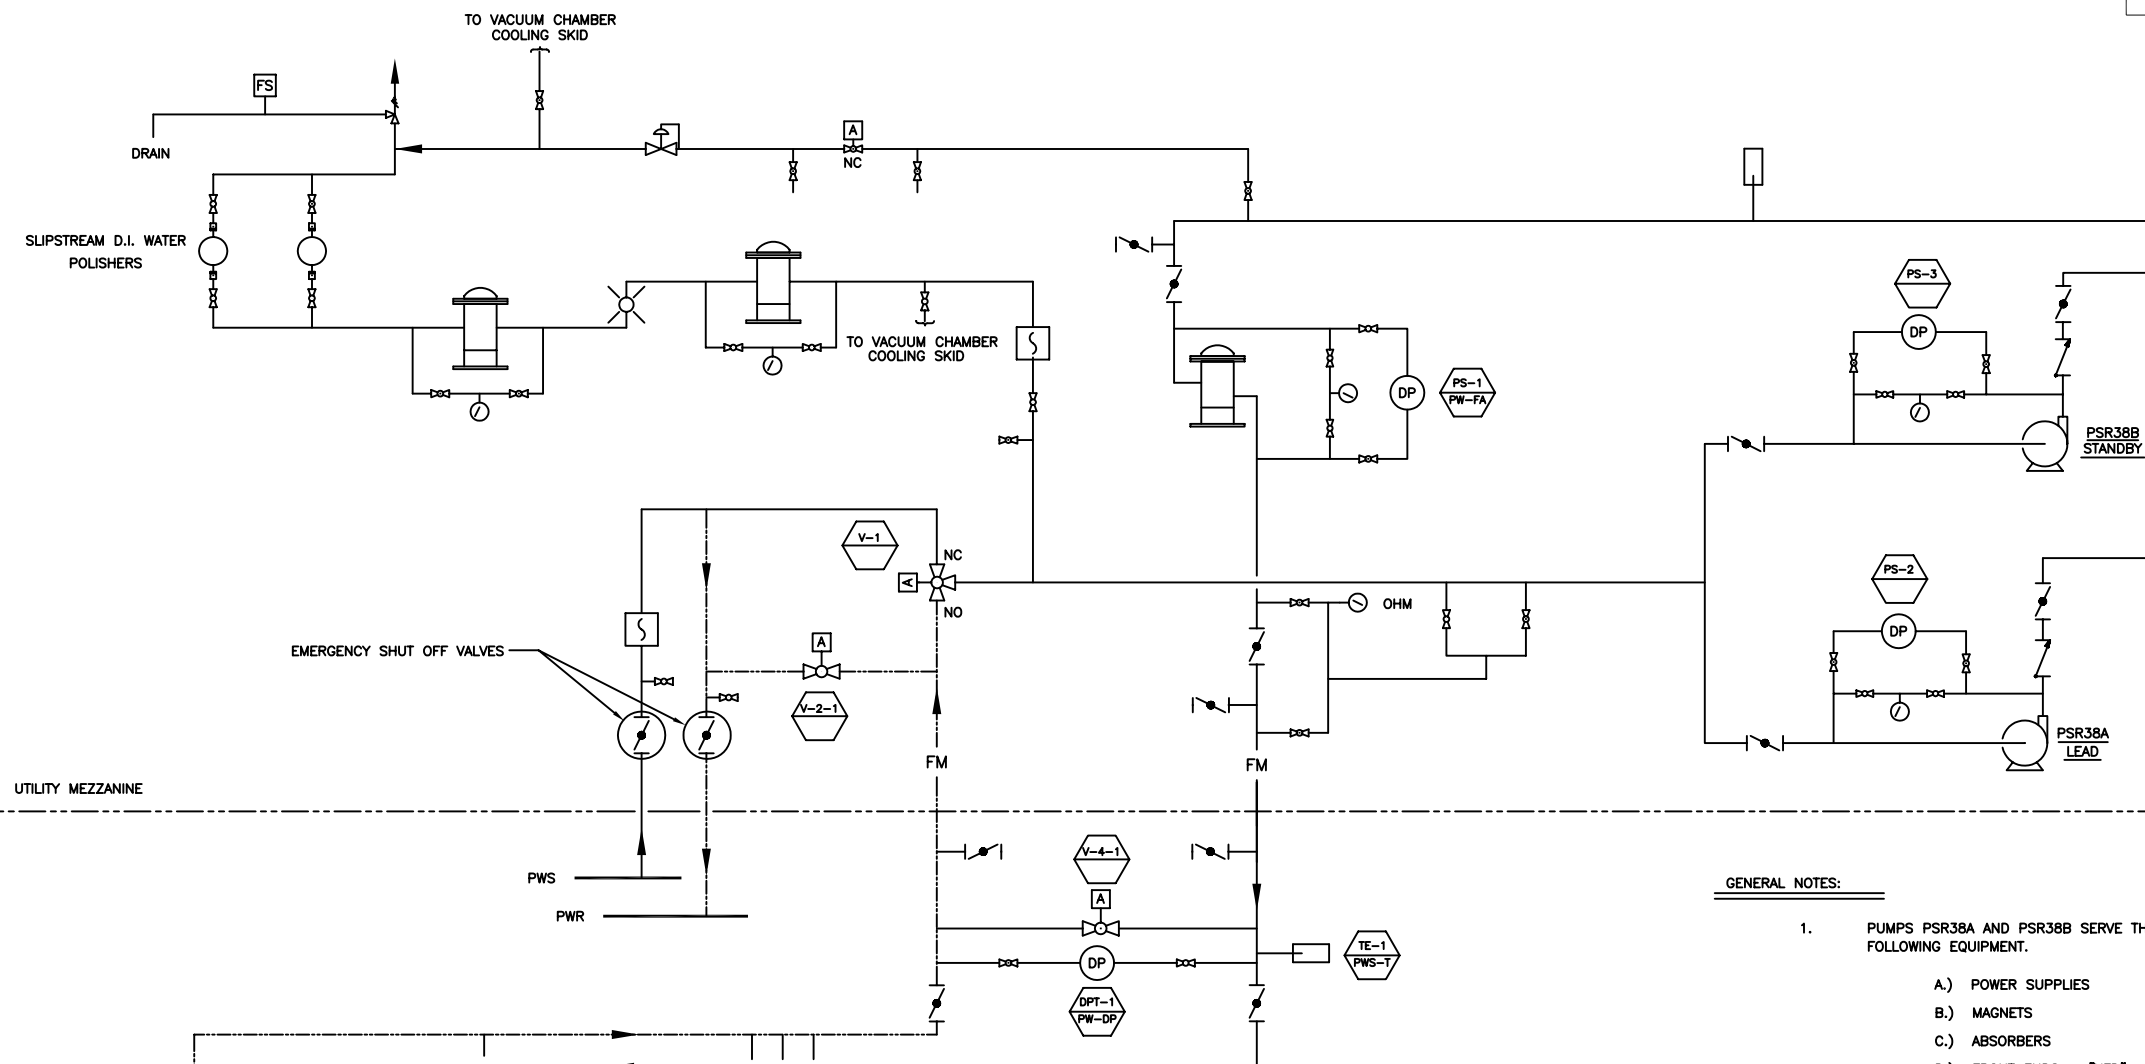 TO VACUUM CHAMBER
COOLING SKID
FS
DRAIN
A
NC
SLIPSTREAM D.I. WATER
POLISHERS
TO VACUUM CHAMBER
COOLING SKID
PS-3
DP
PS-1
PW-FA
DP
PSR38B
STANDBY
V-1
NC
A
NO
OHM
PS-2
DP
EMERGENCY SHUT OFF VALVES
A
V-2-1
PSR38A
LEAD
FM
FM
UTILITY MEZZANINE
PWS
PWR
V-4-1
A
DP
DPT-1
PW-DP
TE-1
PWS-T
GENERAL NOTES:
1. PUMPS PSR38A AND PSR38B SERVE
FOLLOWING EQUIPMENT.
A.) POWER SUPPLIES
B.) MAGNETS
C.) ABSORBERS